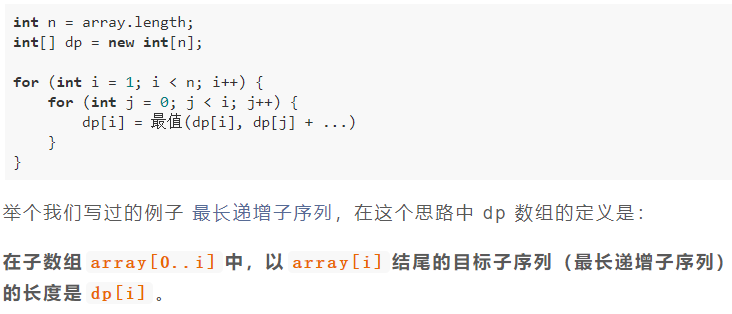 int n = array.length;
int[] dp = new int[n];
for (int i = 1; i < n; i++) {
    for (int j = 0; j < i; j++) {
        dp[i] = 最值(dp[i], dp[j] + ...)
    }
}
举个我们写过的例子 最长递增子序列，在这个思路中 dp 数组的定义是：
在子数组 array[0..i] 中，以 array[i] 结尾的目标子序列（最长递增子序列）
的长度是 dp[i] 。